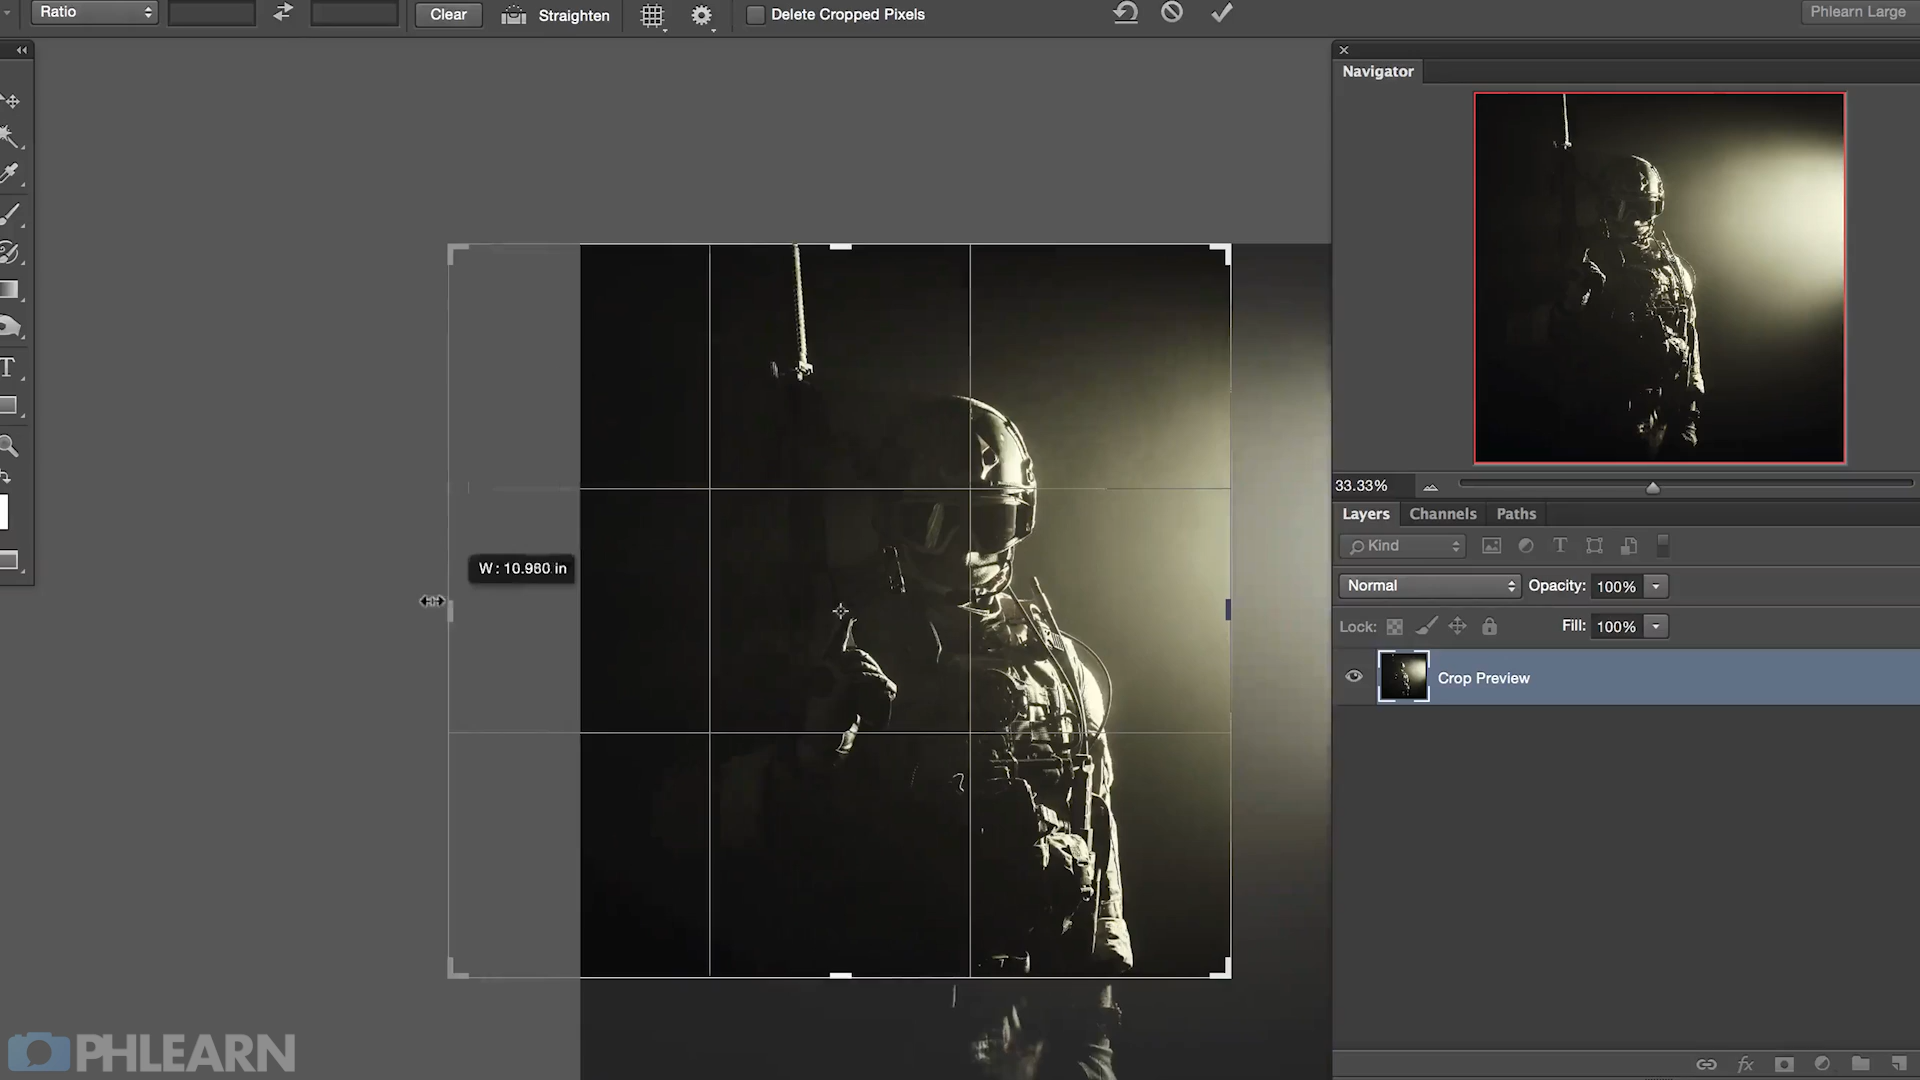 Ratio
Clear
Straighten
Delete Cropped Pixels
Phlearn Large
Navigator
33.33%
Layers
Channels
Paths
Kind
Normal
Opacity: 100%
Lock:
Fill: 100%
Crop Preview
W : 10.980 in
PHLEARN